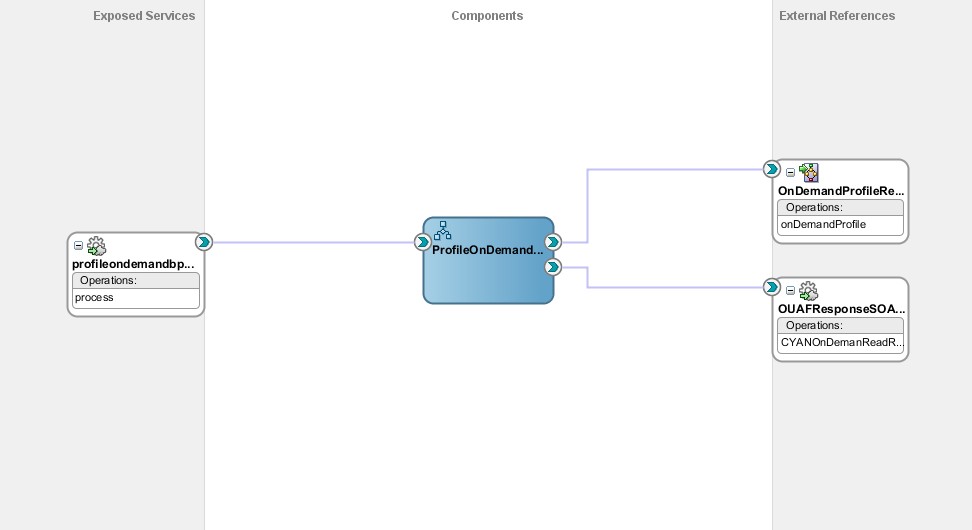 Exposed Services
Components
External References
profileondemandbp...
Operations:
process
ProfileOnDemand...
OnDemandProfileRe...
Operations:
onDemandProfile
OUAFResponseSOA...
Operations:
CYANOnDemanReadR...